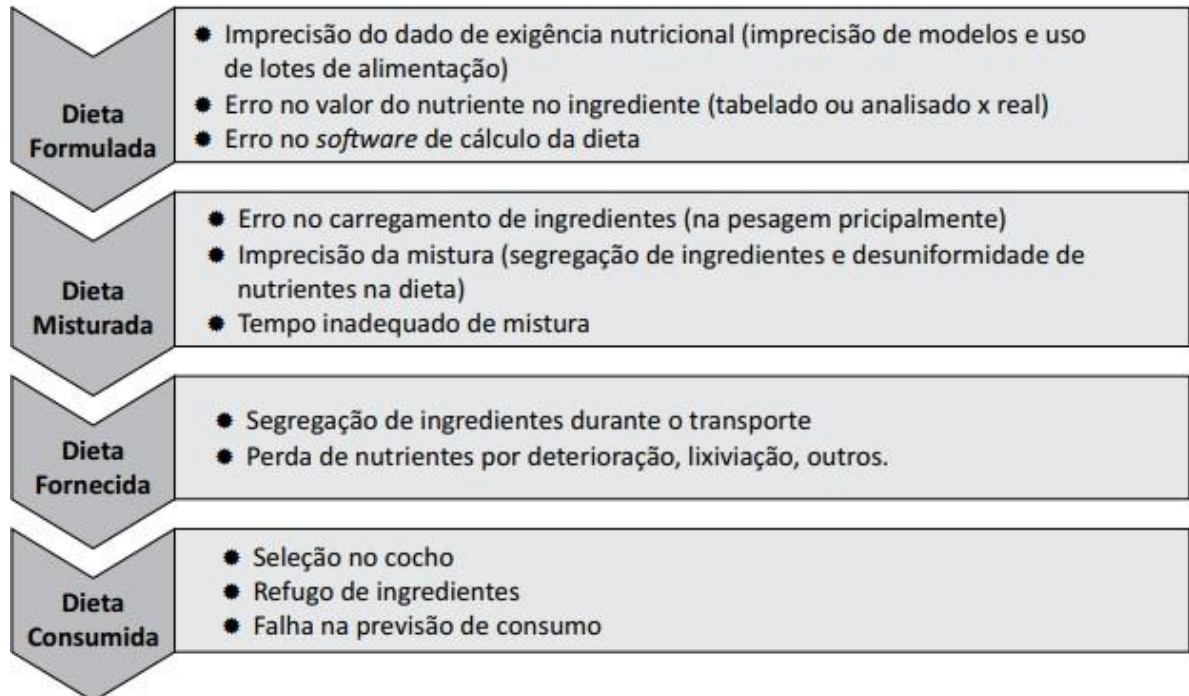 Dieta
Formulada
✹ Imprecisão do dado de exigência nutricional (imprecisão de modelos e uso
de lotes de alimentação)
✹ Erro no valor do nutriente no ingrediente (tabelado ou analisado x real)
✹ Erro no software de cálculo da dieta
Dieta
Misturada
✹ Erro no carregamento de ingredientes (na pesagem pricipalmente)
✹ Imprecisão da mistura (segregação de ingredientes e desuniformidade de
nutrientes na dieta)
✹ Tempo inadequado de mistura
Dieta
Fornecida
✹ Segregação de ingredientes durante o transporte
✹ Perda de nutrientes por deterioração, lixiviação, outros.
Dieta
Consumida
✹ Seleção no cocho
✹ Refugo de ingredientes
✹ Falha na previsão de consumo